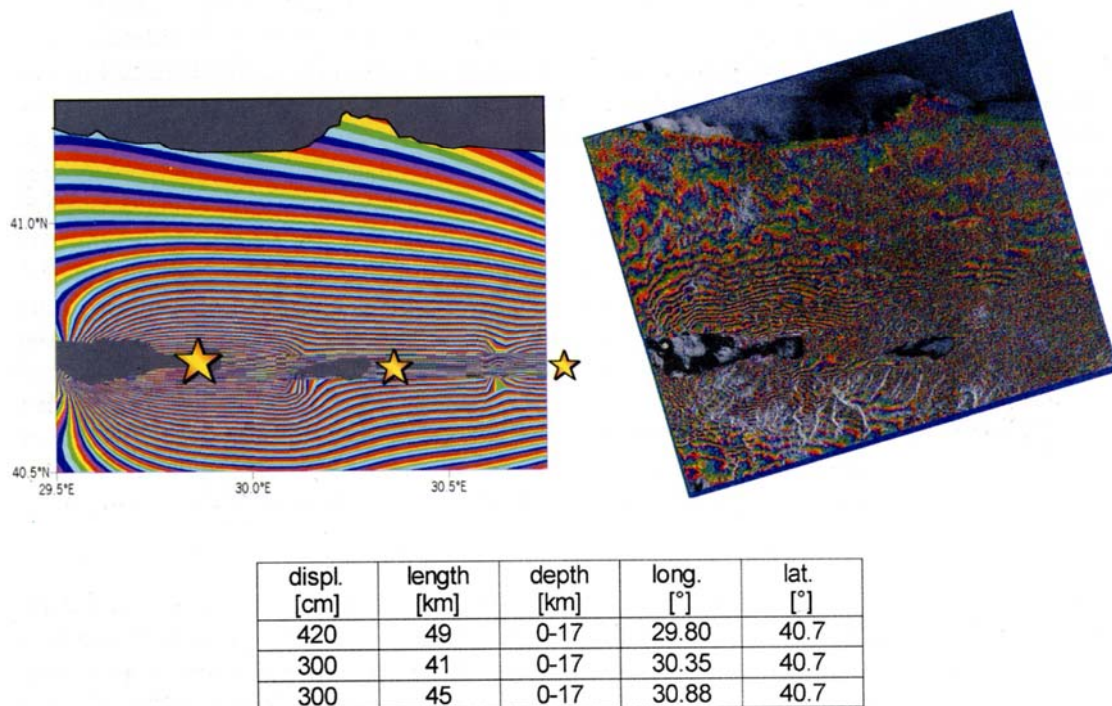 41.0°N
40.5°N
29.5°E 30.0°E 30.5°E
displ. length depth long. lat.
[cm] [km] [km] [°] [°]
420 49 0-17 29.80 40.7
300 41 0-17 30.35 40.7
300 45 0-17 30.88 40.7